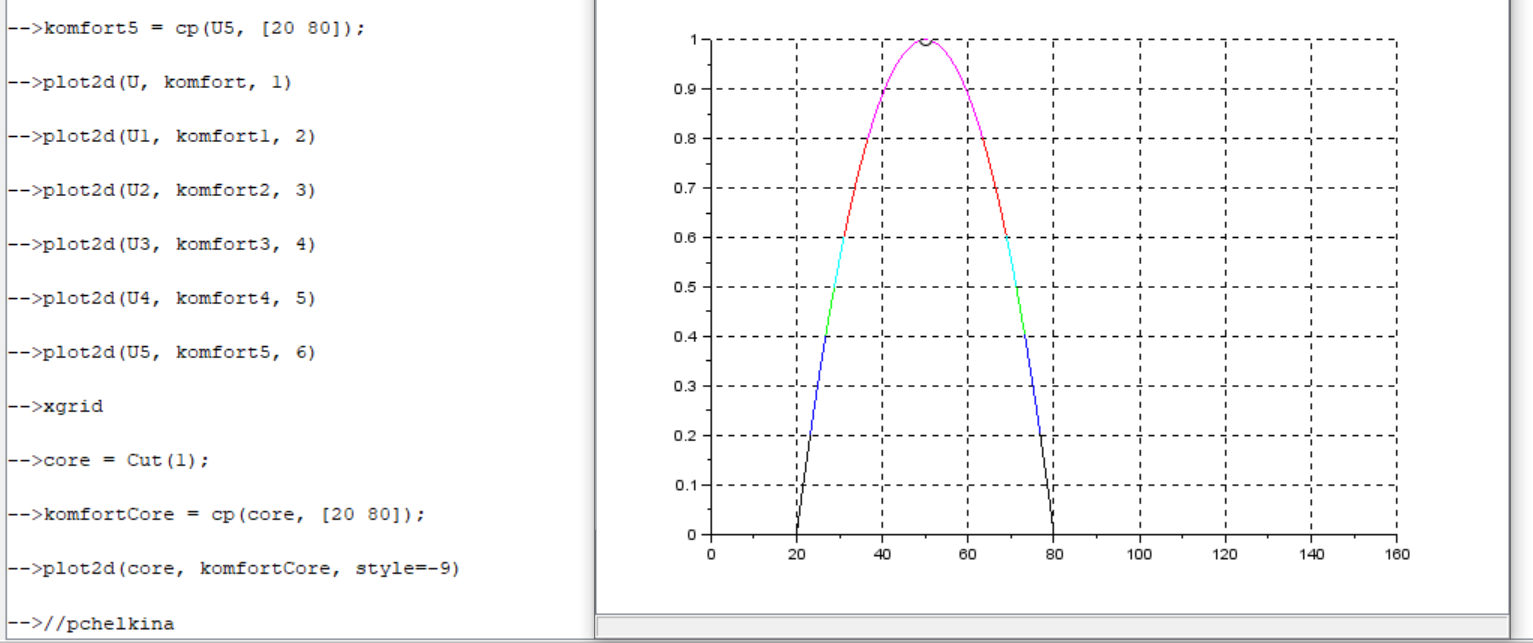 -->komfort5 = cp(U5, [20 80]);
-->plot2d(U, komfort, 1)
-->plot2d(U1, komfort1, 2)
-->plot2d(U2, komfort2, 3)
-->plot2d(U3, komfort3, 4)
-->plot2d(U4, komfort4, 5)
-->plot2d(U5, komfort5, 6)
-->xgrid
-->core = Cut(1);
-->komfortCore = cp(core, [20 80]);
-->plot2d(core, komfortCore, style=-9)
-->//pchelkina
1
0.9
0.8
0.7
0.6
0.5
0.4
0.3
0.2
0.1
0
0 20 40 60 80 100 120 140 160